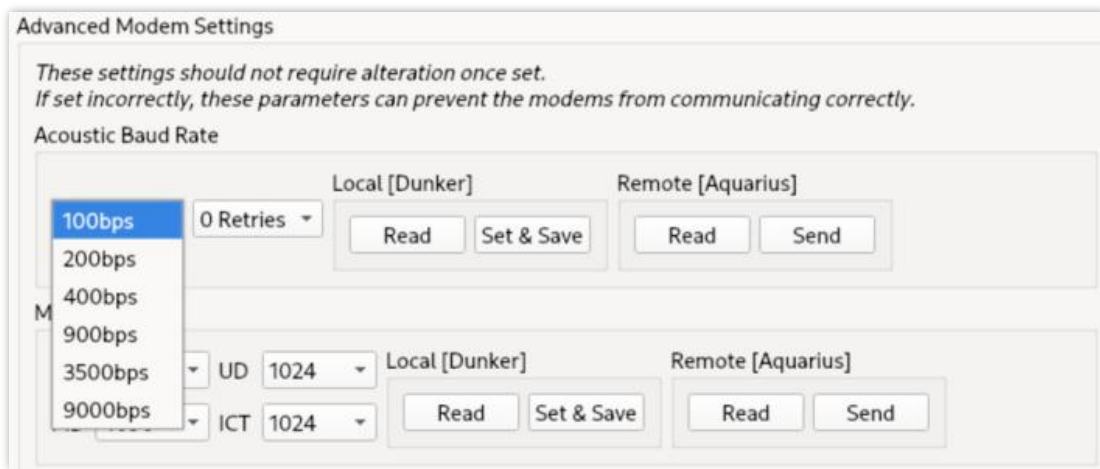 Advanced Modem Settings
These settings should not require alteration once set.
If set incorrectly, these parameters can prevent the modems from communicating correctly.
Acoustic Baud Rate
Local [Dunker] Remote [Aquarius]
100bps 0 Retries Read Set & Save Read Send
200bps
400bps
900bps
3500bps UD 1024 Local [Dunker] Remote [Aquarius]
9000bps ICT 1024 Read Set & Save Read Send